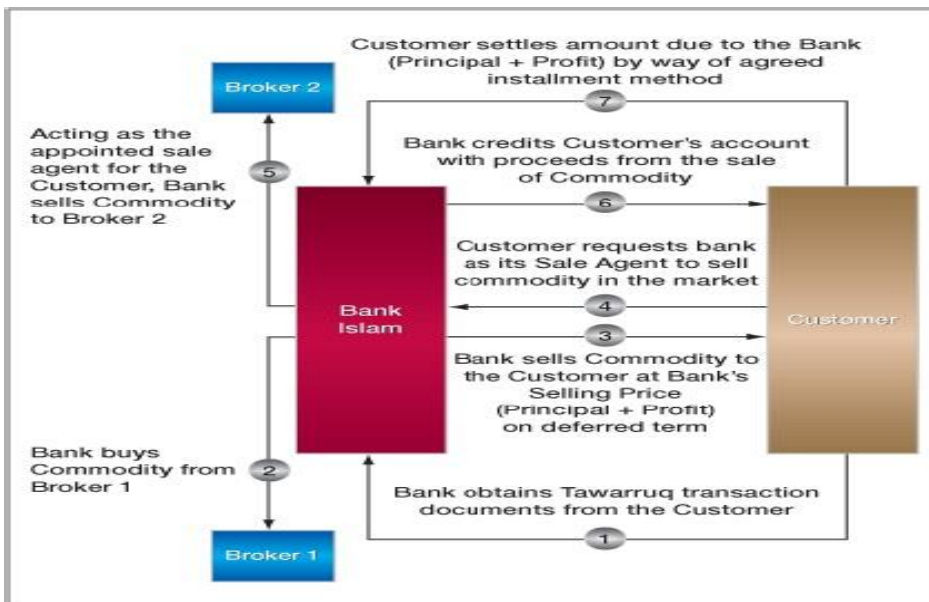 Customer settles amount due to the Bank
(Principal + Profit) by way of agreed
installment method
Broker 2
7
Acting as the
appointed sale
agent for the
Customer, Bank
sells Commodity
to Broker 2
5
Bank credits Customer's account
with proceeds from the sale
of Commodity
6
Customer requests bank
as its Sale Agent to sell
commodity in the market
4
Bank
Islam
Customer
3
Bank sells Commodity to
the Customer at Bank's
Selling Price
(Principal + Profit)
on deferred term
Bank buys
Commodity from
Broker 1
2
Bank obtains Tawarruq transaction
documents from the Customer
1
Broker 1